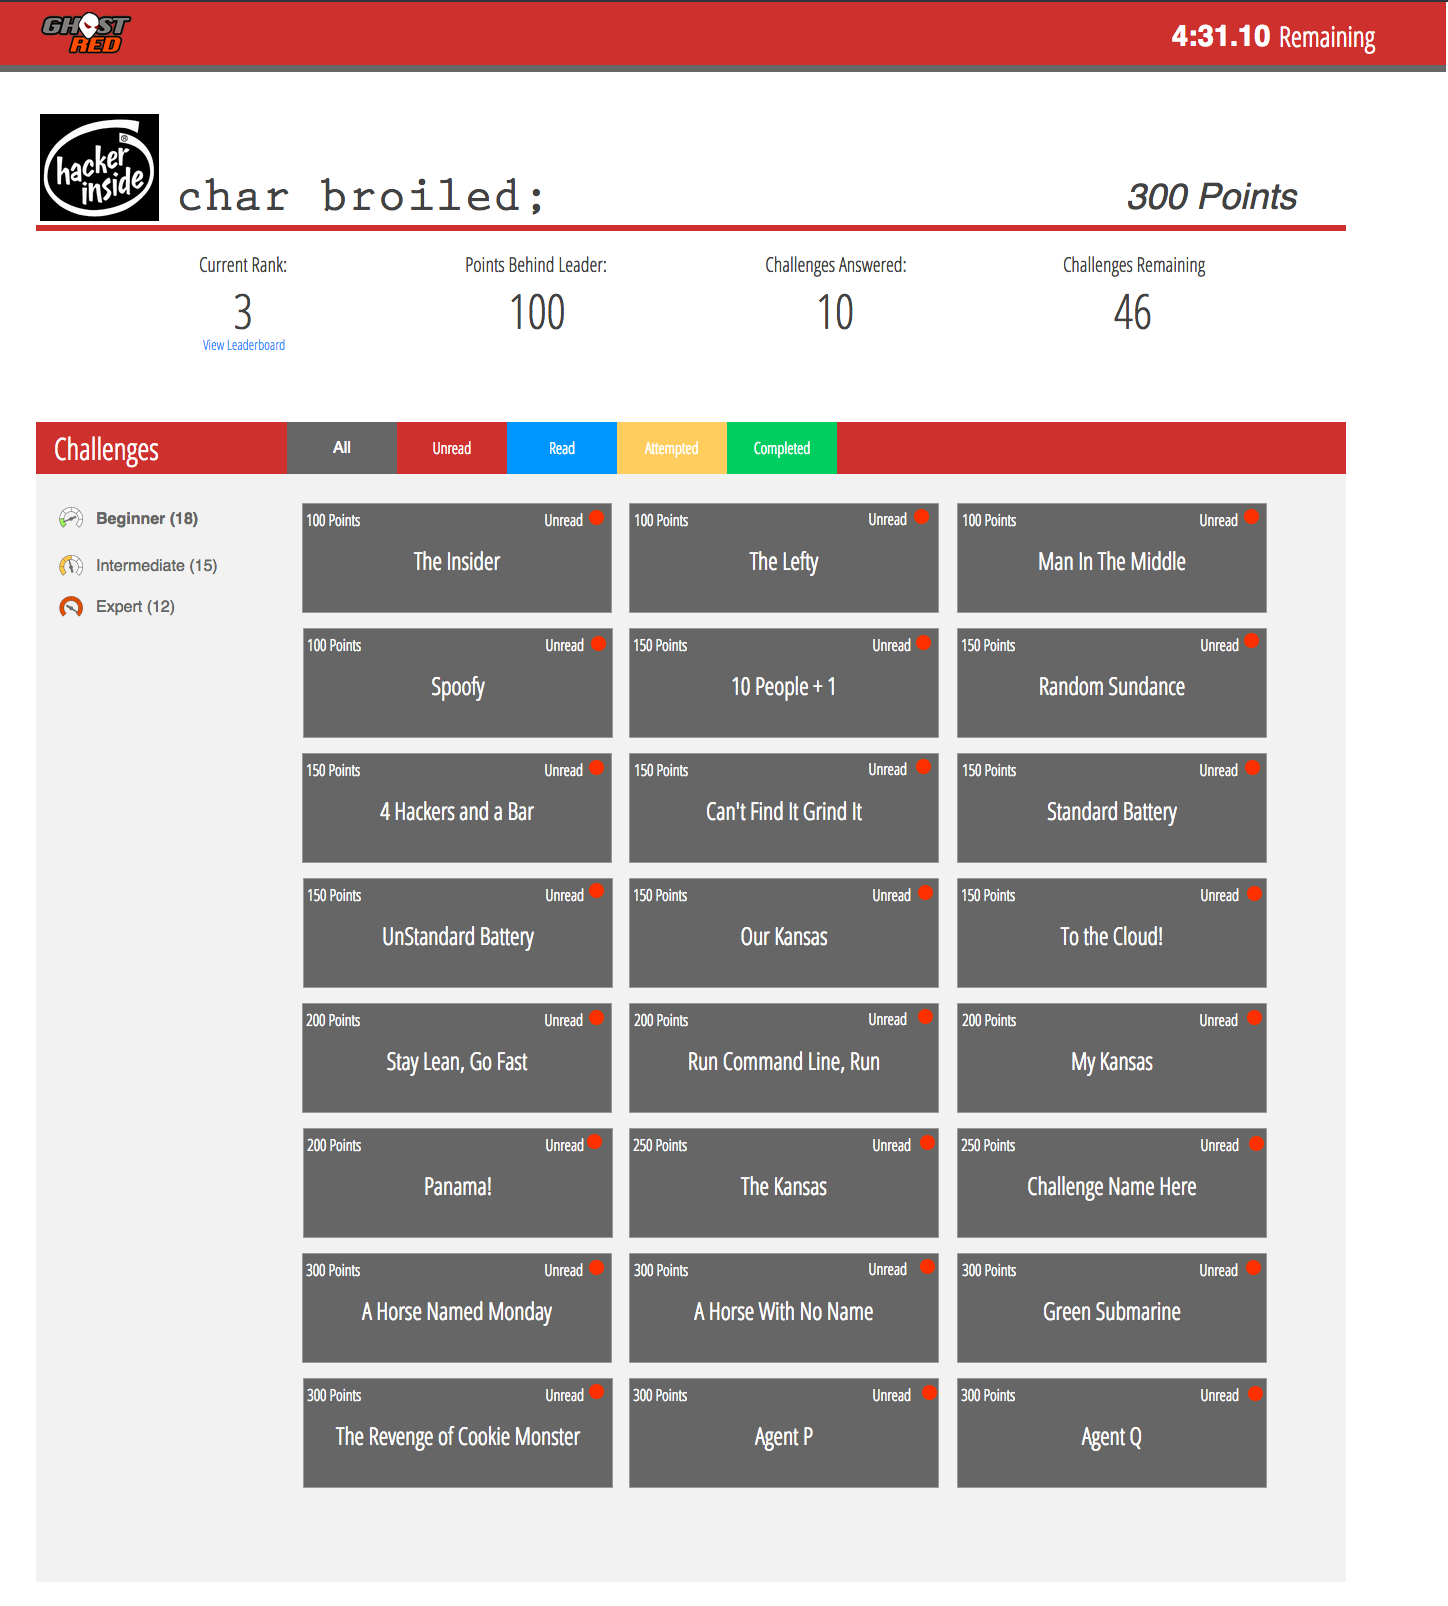 GHOST
RED
4:31.10 Remaining
hacker
inside
®
char broiled;
300 Points
Current Rank:
Points Behind Leader:
Challenges Answered:
Challenges Remaining
3
100
10
46
View Leaderboard
Challenges
All
Unread
Read
Attempted
Completed
Beginner (18)
Intermediate (15)
Expert (12)
100 Points Unread
The Insider
100 Points Unread
The Lefty
100 Points Unread
Man In The Middle
100 Points Unread
Spoofy
150 Points Unread
10 People + 1
150 Points Unread
Random Sundance
150 Points Unread
4 Hackers and a Bar
150 Points Unread
Can't Find It Grind It
150 Points Unread
Standard Battery
150 Points Unread
UnStandard Battery
150 Points Unread
Our Kansas
150 Points Unread
To the Cloud!
200 Points Unread
Stay Lean, Go Fast
200 Points Unread
Run Command Line, Run
200 Points Unread
My Kansas
200 Points Unread
Panama!
250 Points Unread
The Kansas
250 Points Unread
Challenge Name Here
300 Points Unread
A Horse Named Monday
300 Points Unread
A Horse With No Name
300 Points Unread
Green Submarine
300 Points Unread
The Revenge of Cookie Monster
300 Points Unread
Agent P
300 Points Unread
Agent Q